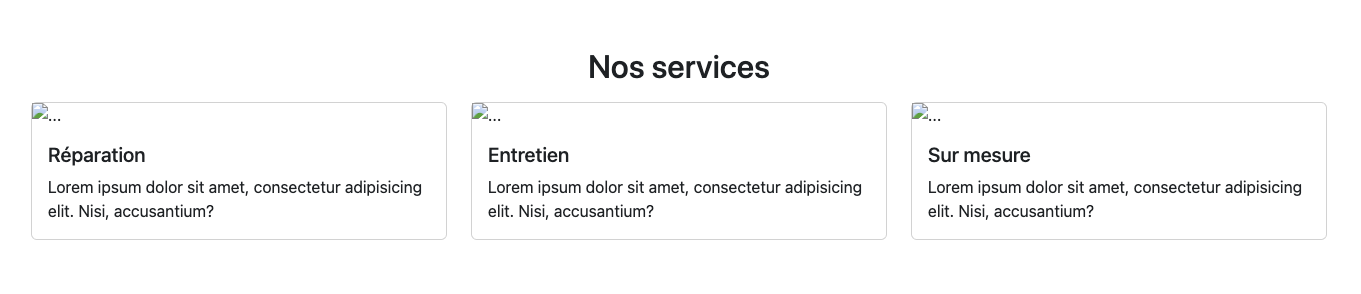 Nos services
...
Réparation
Lorem ipsum dolor sit amet, consectetur adipisicing
elit. Nisi, accusantium?
...
Entretien
Lorem ipsum dolor sit amet, consectetur adipisicing
elit. Nisi, accusantium?
...
Sur mesure
Lorem ipsum dolor sit amet, consectetur adipisicing
elit. Nisi, accusantium?